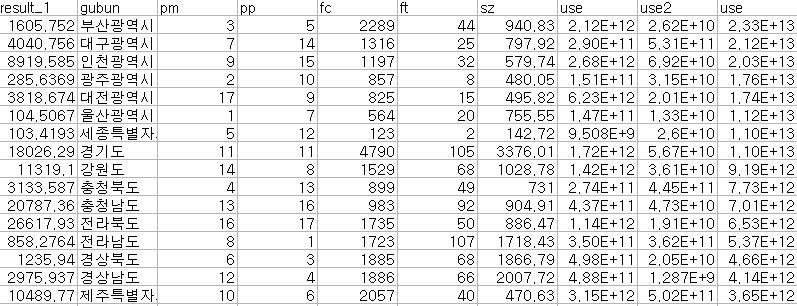 result_1 gubun pm pp fc ft sz use use2 use
1605,752 부산광역시 3 5 2289 44 940,83 2,12E+12 2,62E+10 2,33E+13
4040,756 대구광역시 7 14 1316 25 797,92 2,90E+11 5,31E+11 2,12E+13
8919,585 인천광역시 9 15 1197 32 579,74 2,68E+12 6,92E+10 2,03E+13
285,6369 광주광역시 2 10 857 8 480,05 1,51E+11 3,15E+10 1,76E+13
3818,674 대전광역시 17 9 825 15 495,82 6,23E+12 2,01E+10 1,74E+13
104,5067 울산광역시 1 7 564 20 755,55 1,47E+11 1,33E+10 1,12E+13
103,4193 세종특별자 5 12 123 2 142,72 9,508E+9 2,6E+10 1,10E+13
18026,29 경기도 11 11 4790 105 3376,01 1,72E+12 5,67E+10 1,10E+13
11319,1 강원도 14 8 1529 68 1028,78 1,42E+12 3,61E+10 9,19E+12
3133,587 충청북도 4 13 899 49 731 2,74E+11 4,45E+11 7,73E+12
20787,36 충청남도 13 16 983 92 904,91 4,37E+11 4,73E+10 7,01E+12
26617,93 전라북도 16 17 1735 50 886,47 1,14E+12 1,91E+10 6,53E+12
858,2764 전라남도 8 1 1723 107 1718,43 3,50E+11 3,62E+11 5,37E+12
1235,94 경상북도 6 3 1885 68 1866,79 4,98E+11 2,05E+10 4,66E+12
2975,937 경상남도 12 4 1886 66 2007,72 4,88E+11 1,287E+9 4,14E+12
10489,77 제주특별자 10 6 2057 40 470,63 3,15E+12 5,02E+11 3,65E+12